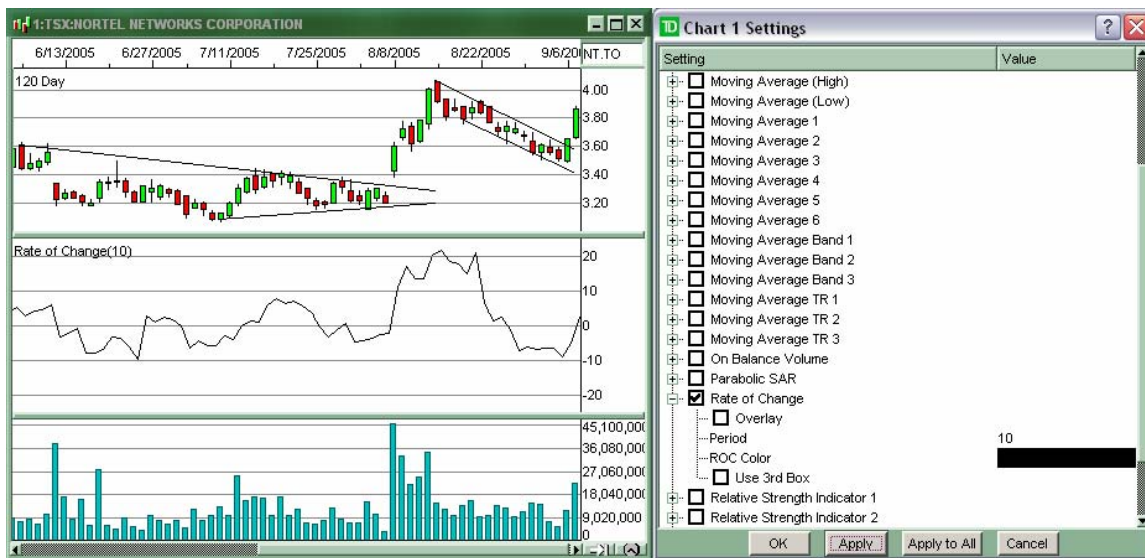 1:TSX:NORTEL NETWORKS CORPORATION
6/13/2005 6/27/2005 7/11/2005 7/25/2005 8/8/2005 8/22/2005 9/6/20 NT.TO
120 Day
4.00
3.80
3.60
3.40
3.20
Rate of Change(10)
20
10
0
-10
-20
45,100,000
36,080,000
27,060,000
18,040,000
9,020,000
0
TD Chart 1 Settings
Setting Value
Moving Average (High)
Moving Average (Low)
Moving Average 1
Moving Average 2
Moving Average 3
Moving Average 4
Moving Average 5
Moving Average 6
Moving Average Band 1
Moving Average Band 2
Moving Average Band 3
Moving Average TR 1
Moving Average TR 2
Moving Average TR 3
On Balance Volume
Parabolic SAR
Rate of Change
Overlay
Period 10
ROC Color
Use 3rd Box
Relative Strength Indicator 1
Relative Strength Indicator 2
OK Apply Apply to All Cancel